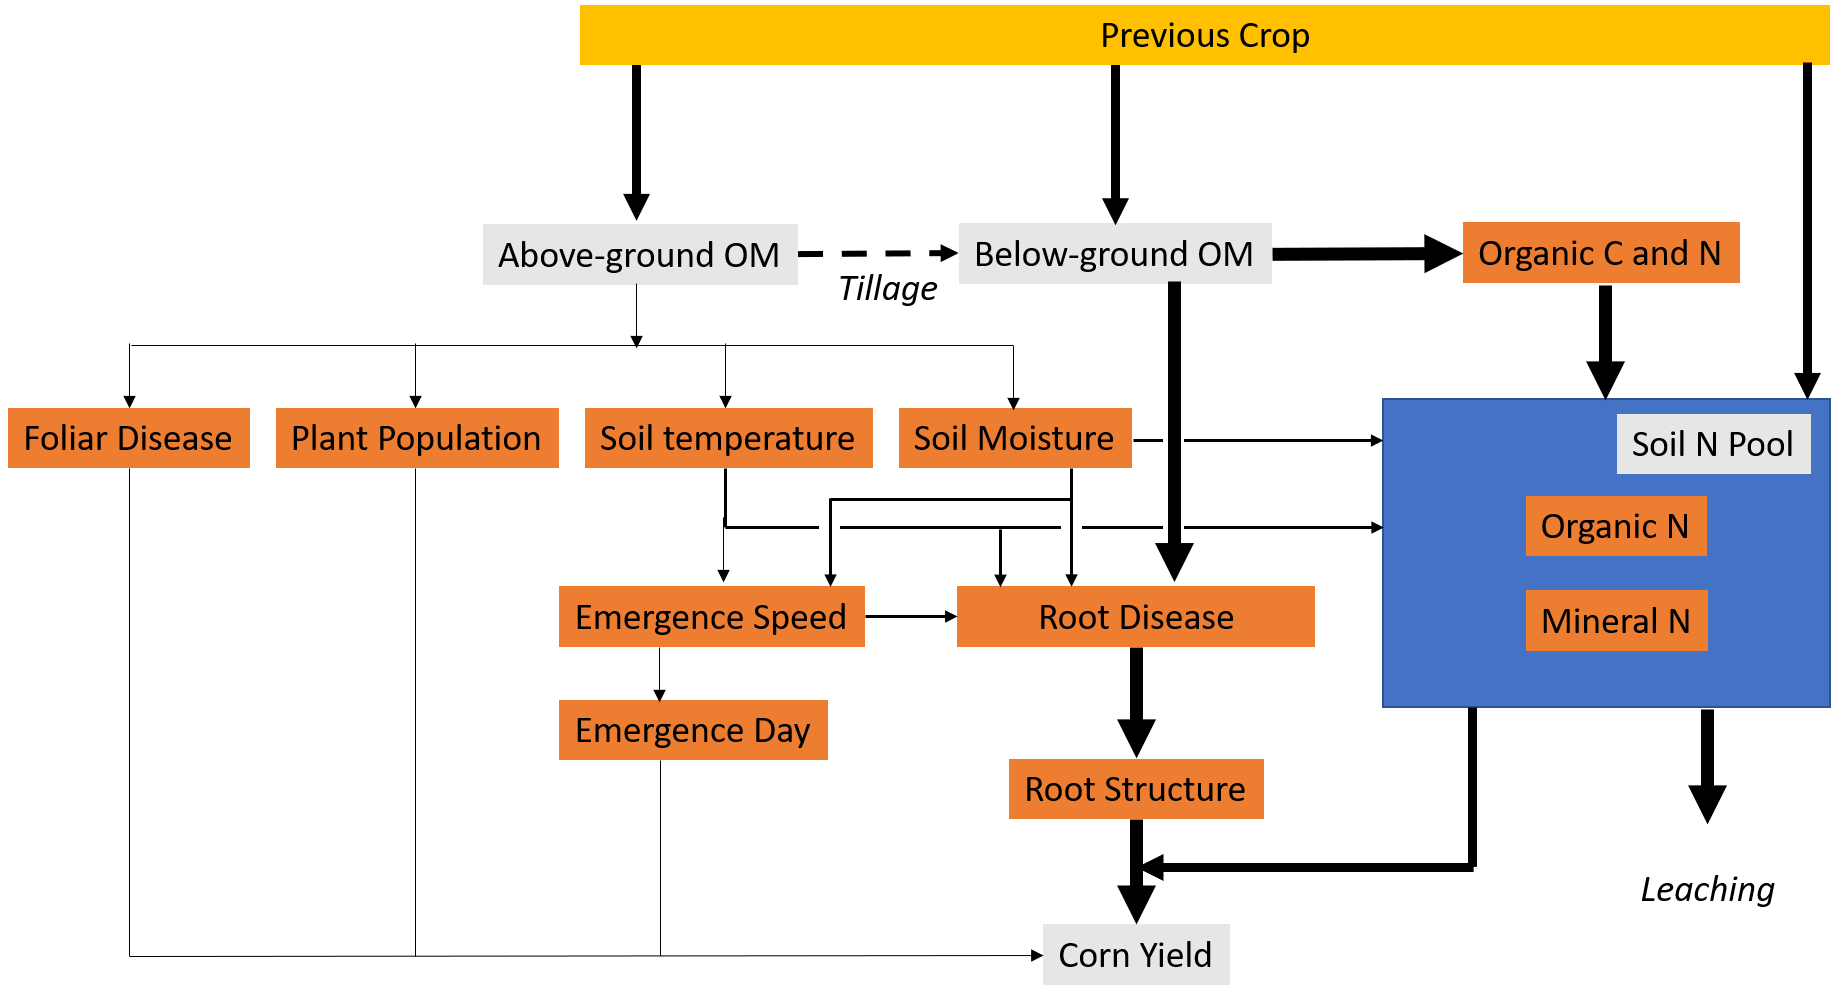 Previous Crop
Above-ground OM
Tillage
Below-ground OM
Organic C and N
Foliar Disease
Plant Population
Soil temperature
Soil Moisture
Soil N Pool
Organic N
Mineral N
Emergence Speed
Root Disease
Emergence Day
Root Structure
Leaching
Corn Yield